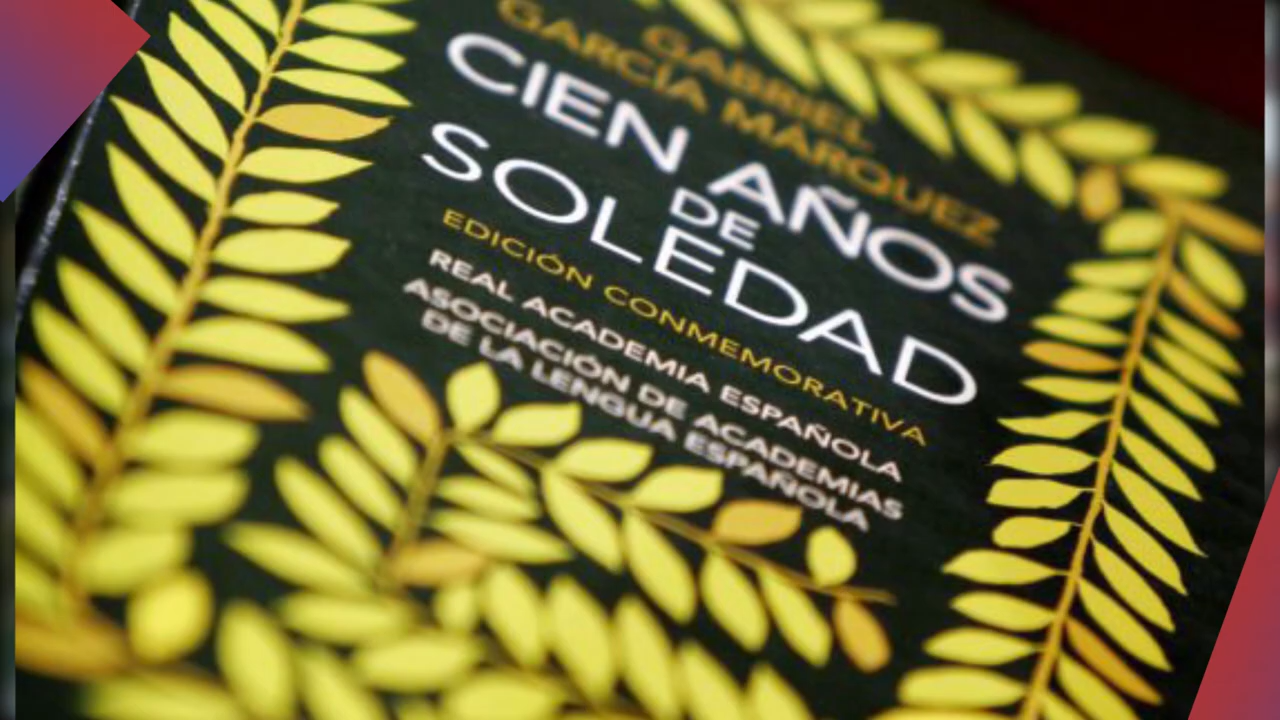 GABRIEL
GARCÍA MÁRQUEZ
CIEN AÑOS
DE
SOLEDAD
EDICIÓN CONMEMORATIVA
REAL ACADEMIA ESPAÑOLA
ASOCIACIÓN DE ACADEMIAS
DE LA LENGUA ESPAÑOLA